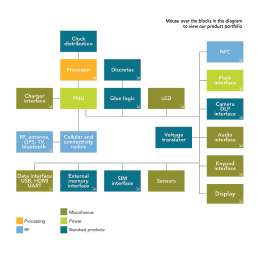 Mouse over the blocks in the diagram
to view our product portfolio
Clock
distribution
NFC
Processor
Discretes
Charger
interface
PMU
Glue logic
LED
Camera
DLP
interface
RF, antenna,
GPS, TV,
bluetooth
Cellular and
connectivity
radios
Voltage
translator
Audio
interface
Data interface
USB, HDMI
UART
External
memory
interface
SIM
interface
Sensors
Keypad
interface
Display
Processing
RF
Miscellinous
Power
Standard products